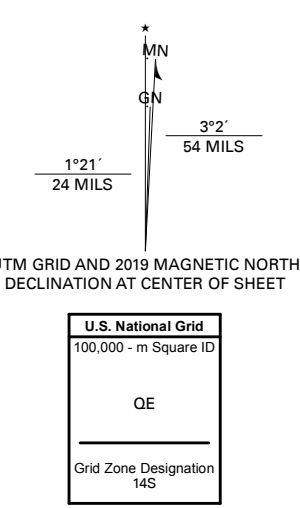 ★
MN
GN
3°2´
54 MILS
1°21´
24 MILS
UTM GRID AND 2019 MAGNETIC NORTH
DECLINATION AT CENTER OF SHEET
U.S. National Grid
100,000 - m Square ID
QE
Grid Zone Designation
14S